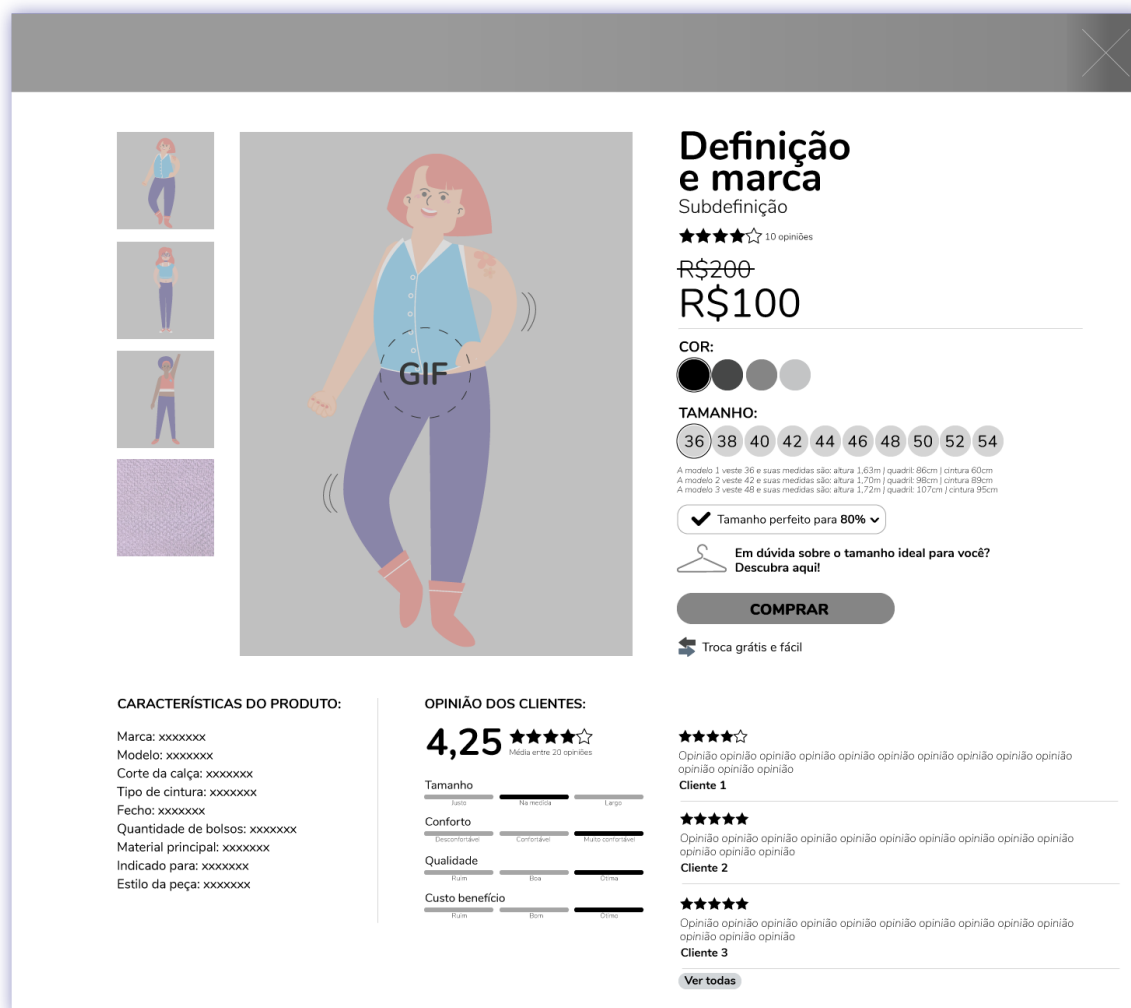 GIF
Definição
e marca
Subdefinição
10 opiniões
R$200
R$100
COR:
TAMANHO:
36 38 40 42 44 46 48 50 52 54
A modelo 1 veste 36 e suas medidas são: altura 1,63m | quadril: 86cm | cintura 60cm
A modelo 2 veste 42 e suas medidas são: altura 1,70m | quadril: 98cm | cintura 89cm
A modelo 3 veste 48 e suas medidas são: altura 1,72m | quadril: 107cm | cintura 95cm
Tamanho perfeito para 80%
Em dúvida sobre o tamanho ideal para você?
Descubra aqui!
COMPRAR
Troca grátis e fácil
CARACTERÍSTICAS DO PRODUTO:
Marca: xxxxxxx
Modelo: xxxxxxx
Corte da calça: xxxxxxx
Tipo de cintura: xxxxxxx
Fecho: xxxxxxx
Quantidade de bolsos: xxxxxxx
Material principal: xxxxxxx
Indicado para: xxxxxxx
Estilo da peça: xxxxxxx
OPINIÃO DOS CLIENTES:
4,25
Média entre 20 opiniões
Tamanho
Justo Na medida Largo
Conforto
Desconfortável Confortável Muito confortável
Qualidade
Ruim Boa Ótima
Custo benefício
Ruim Bom Ótimo
Opinião opinião opinião opinião opinião opinião opinião opinião opinião opinião
opinião opinião opinião
Cliente 1
Opinião opinião opinião opinião opinião opinião opinião opinião opinião opinião
opinião opinião opinião
Cliente 2
Opinião opinião opinião opinião opinião opinião opinião opinião opinião opinião
opinião opinião opinião
Cliente 3
Ver todas